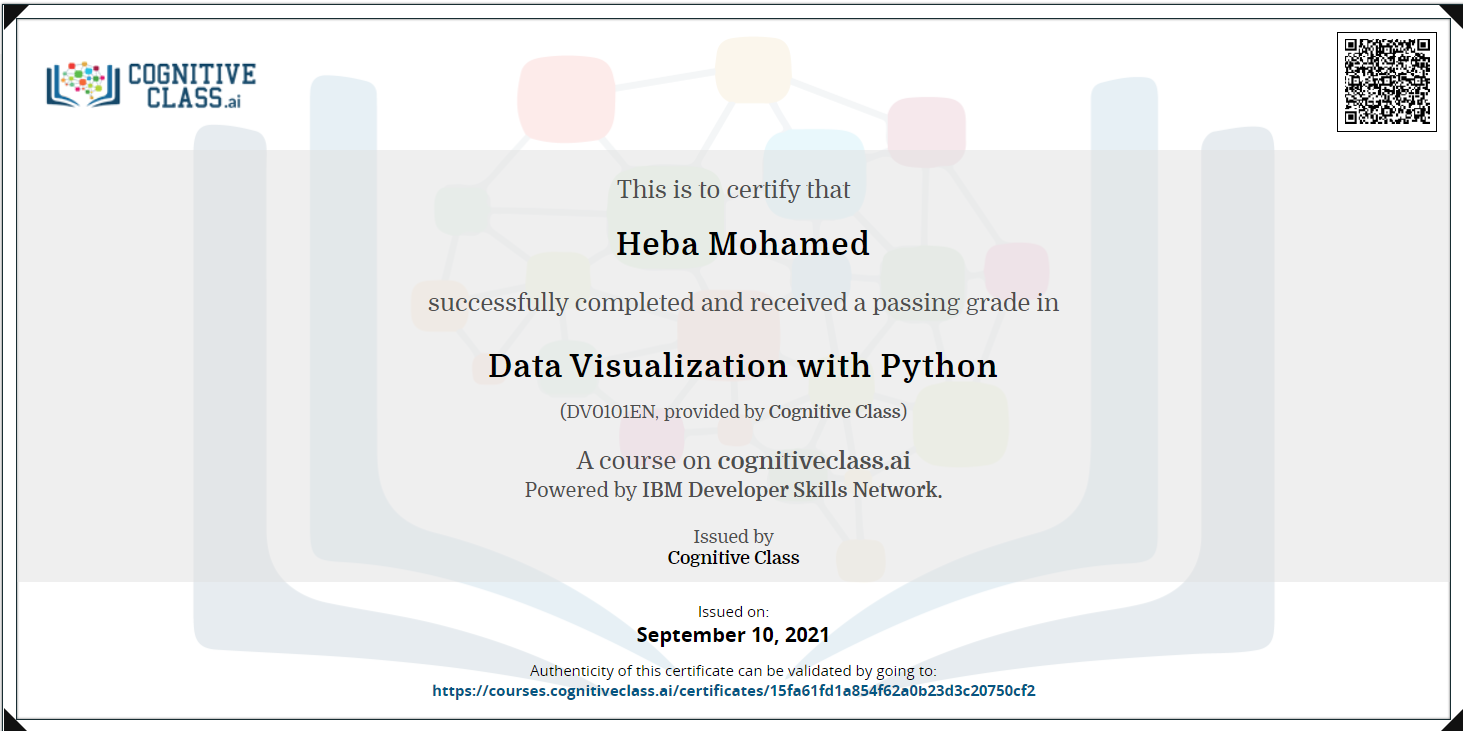 COGNITIVE
CLASS.ai
This is to certify that
Heba Mohamed
successfully completed and received a passing grade in
Data Visualization with Python
(DV0101EN, provided by Cognitive Class)
A course on cognitiveclass.ai
Powered by IBM Developer Skills Network.
Issued by
Cognitive Class
Issued on:
September 10, 2021
Authenticity of this certificate can be validated by going to:
https://courses.cognitiveclass.ai/certificates/15fa61fd1a854f62a0b23d3c20750cf2